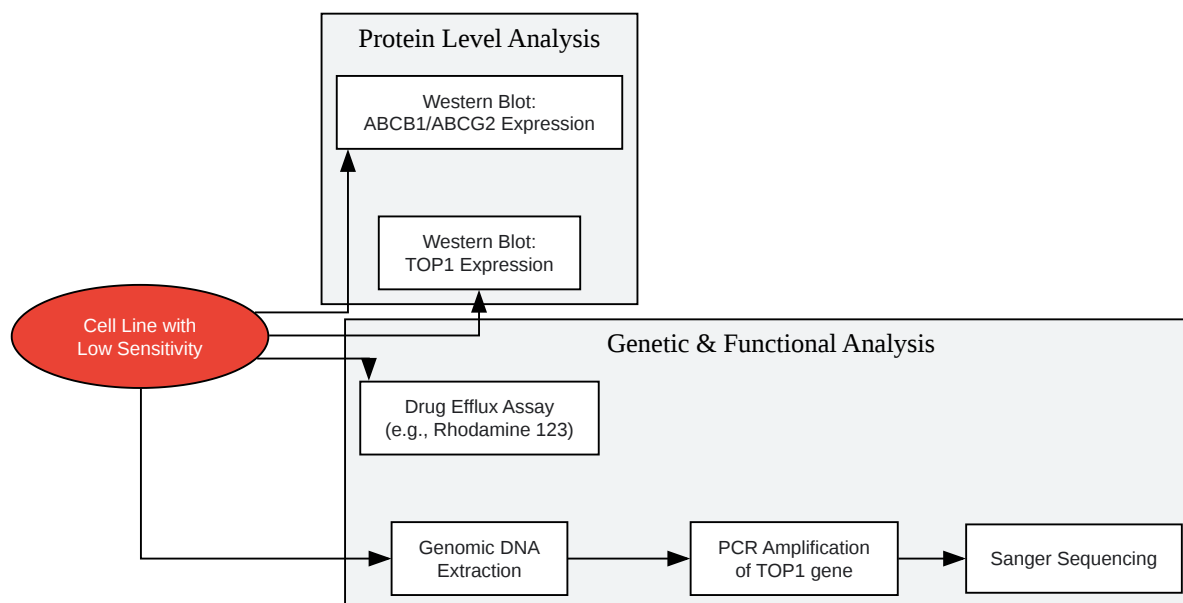 Protein Level Analysis
Western Blot:
ABCB1/ABCG2 Expression
Western Blot:
TOP1 Expression
Cell Line with
Low Sensitivity
Genetic & Functional Analysis
Drug Efflux Assay
(e.g., Rhodamine 123)
Genomic DNA
Extraction
PCR Amplification
of TOP1 gene
Sanger Sequencing